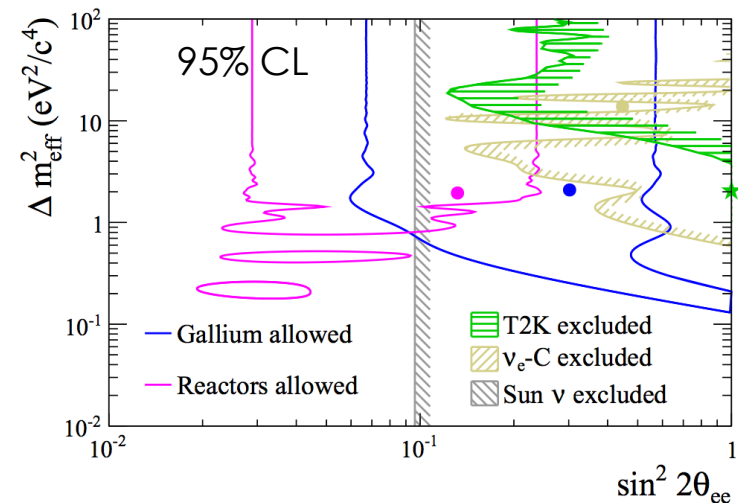 Δ m²eff (eV²/c⁴)
95% CL
10²
10
1
10⁻¹
10⁻²
Gallium allowed
Reactors allowed
T2K excluded
νe-C excluded
Sun ν excluded
10⁻²
10⁻¹
1
sin² 2θee